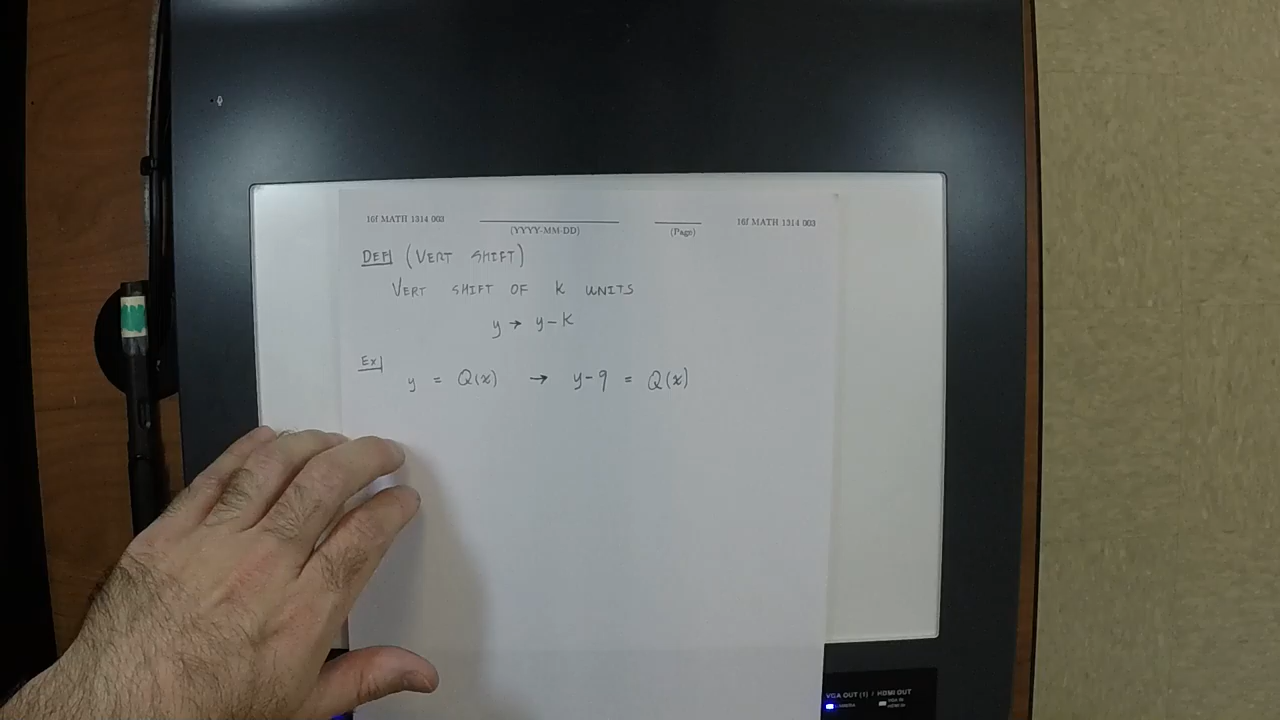 16f MATH 1314 003 (YYYY-MM-DD) (Page) 16f MATH 1314 003
DEF (VERT SHIFT)
VERT SHIFT OF K UNITS
y → y-K
Ex
y = Q(x) → y-9 = Q(x)
VGA OUT (1) / HDMI OUT